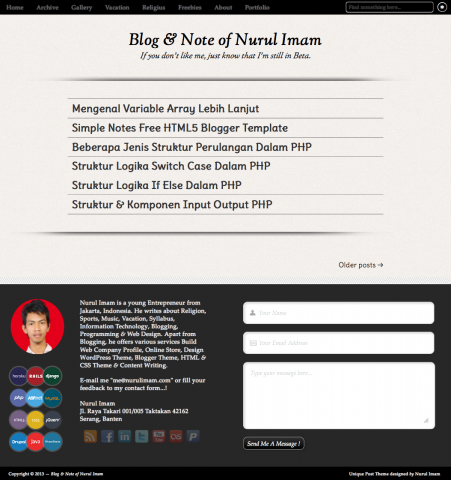 Home Archive Gallery Vacation Religius Freebies About Portfolio
Find something here...
Blog & Note of Nurul Imam
If you don't like me, just know that I'm still in Beta.
Mengenal Variable Array Lebih Lanjut
Simple Notes Free HTML5 Blogger Template
Beberapa Jenis Struktur Perulangan Dalam PHP
Struktur Logika Switch Case Dalam PHP
Struktur Logika If Else Dalam PHP
Struktur & Komponen Input Output PHP
Older posts →
Nurul Imam is a young Entrepreneur from
Jakarta, Indonesia. He writes about Religion,
Sports, Music, Vacation, Syllabus,
Information Technology, Blogging,
Programming & Web Design. Apart from
Blogging, he offers various services Build
Web Company Profile, Online Store, Design
WordPress Theme, Blogger Theme, HTML &
CSS Theme & Content Writing.
E-mail me "me@nurulimam.com" or fill your
feedback to my contact form...!
Nurul Imam
Jl. Raya Takari 001/005 Taktakan 42162
Serang, Banten
RAILS django
php
Drupal JAVA
jQuery
Your Name
Your Email Address
Type your message here...
Send Me A Message !
Copyright © 2013 — Blog & Note of Nurul Imam
Unique Post Theme designed by Nurul Imam